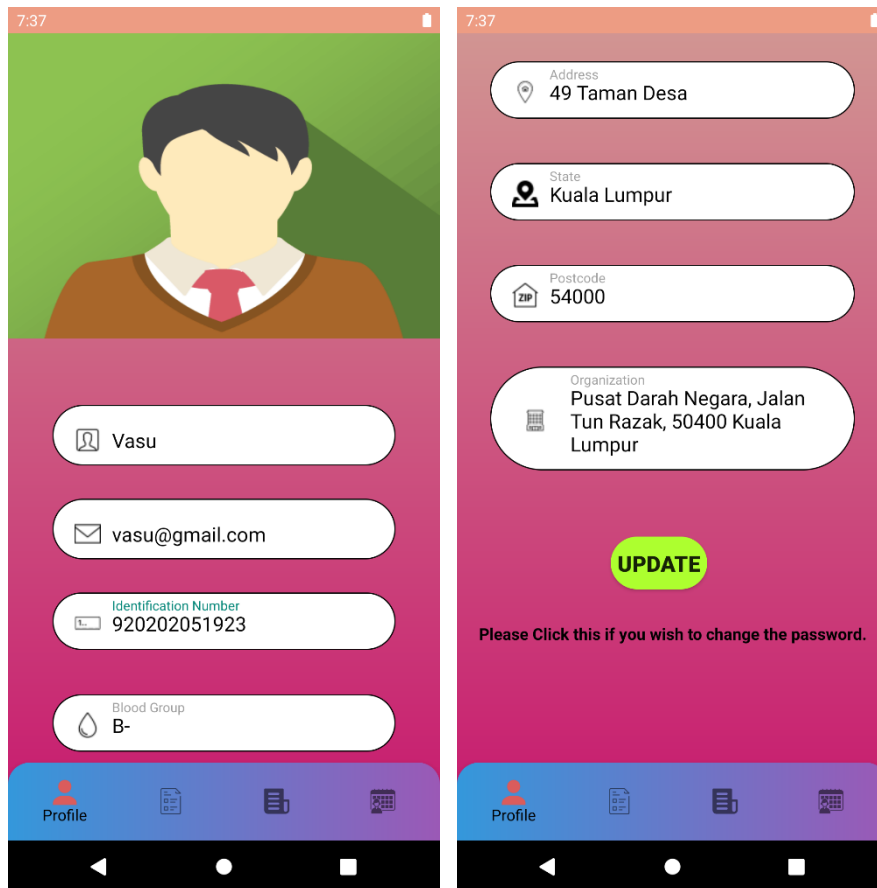 7:37
Vasu
vasu@gmail.com
Identification Number
920202051923
Blood Group
B-
Profile
7:37
Address
49 Taman Desa
State
Kuala Lumpur
ZIP
Postcode
54000
Organization
Pusat Darah Negara, Jalan
Tun Razak, 50400 Kuala
Lumpur
UPDATE
Please Click this if you wish to change the password.
Profile